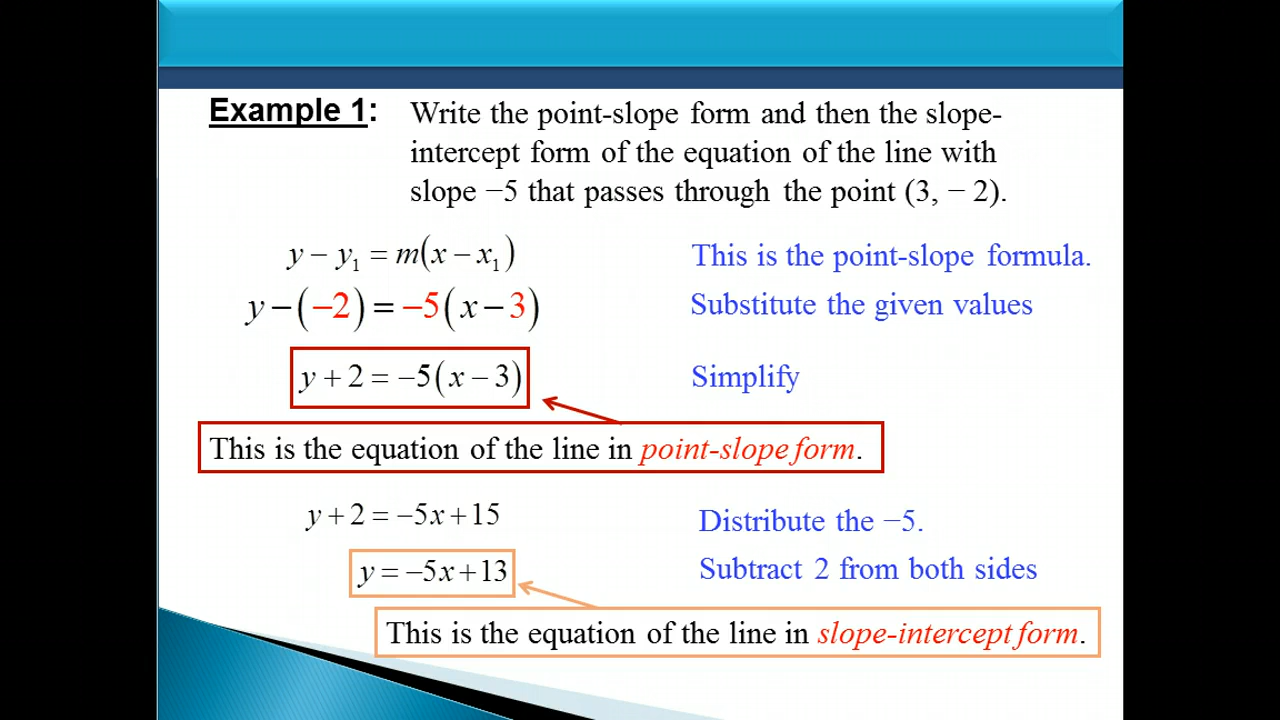 Example 1: Write the point-slope form and then the slope-
intercept form of the equation of the line with
slope −5 that passes through the point (3, − 2).
y − y₁ = m(x − x₁) This is the point-slope formula.
y − (−2) = −5(x − 3) Substitute the given values
y + 2 = −5(x − 3) Simplify
This is the equation of the line in point-slope form.
y + 2 = −5x + 15 Distribute the −5.
y = −5x + 13 Subtract 2 from both sides
This is the equation of the line in slope-intercept form.